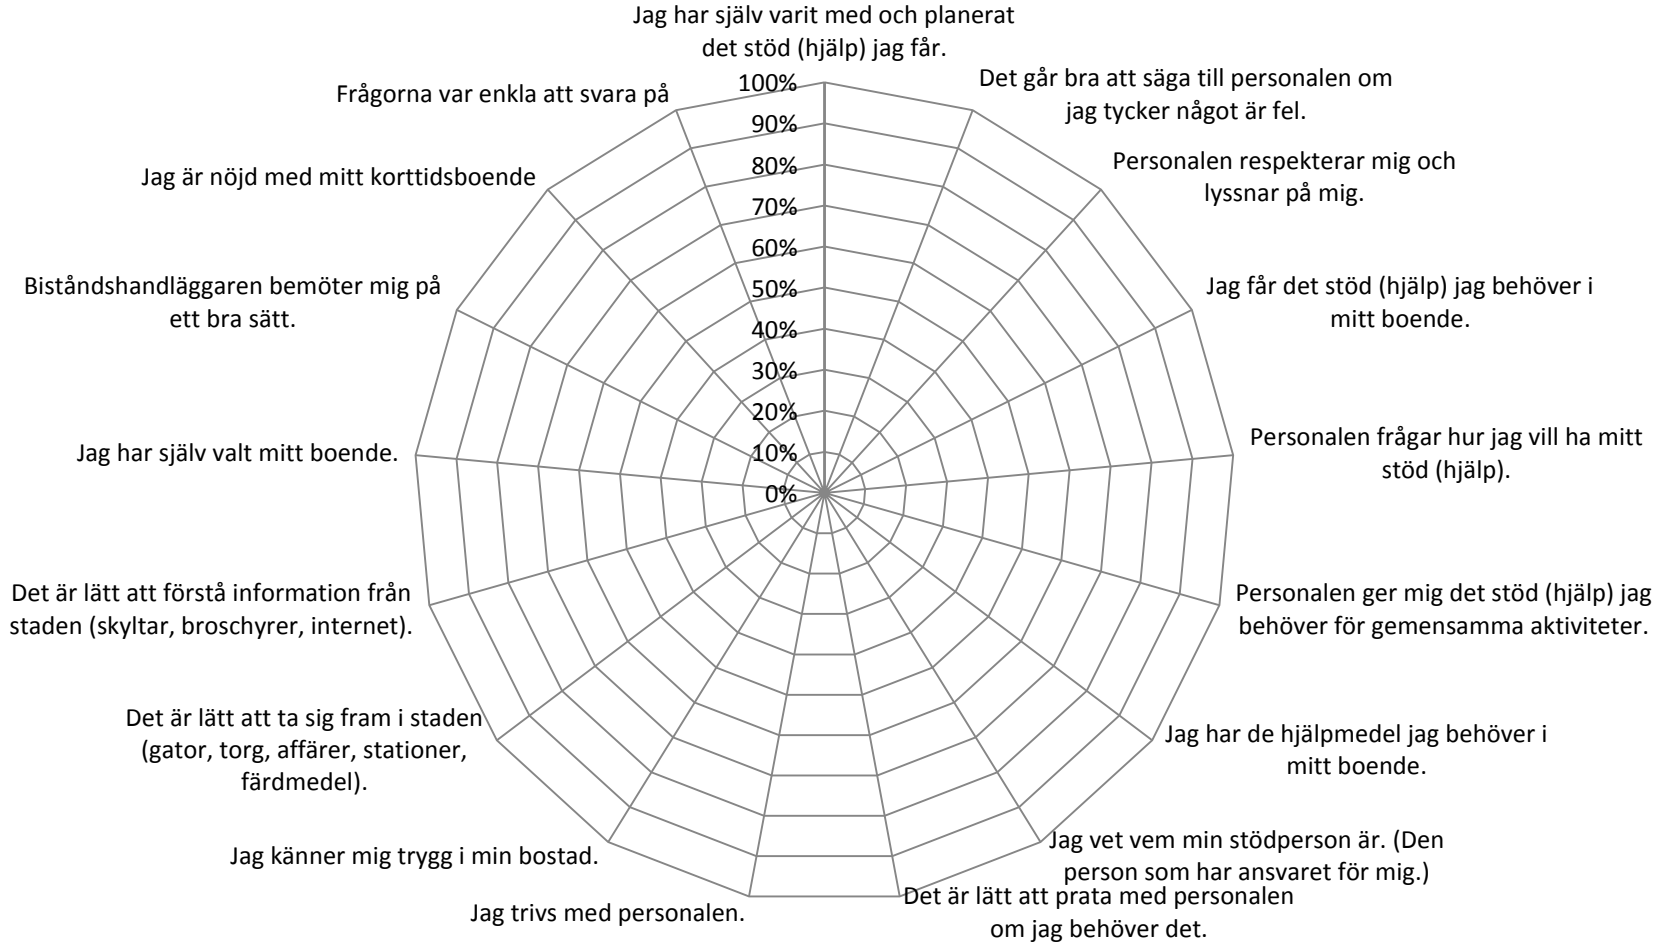 Jag har själv varit med och planerat
det stöd (hjälp) jag får.
Det går bra att säga till personalen om
jag tycker något är fel.
Personalen respekterar mig och
lyssnar på mig.
Jag får det stöd (hjälp) jag behöver i
mitt boende.
Personalen frågar hur jag vill ha mitt
stöd (hjälp).
Personalen ger mig det stöd (hjälp) jag
behöver för gemensamma aktiviteter.
Jag har de hjälpmedel jag behöver i
mitt boende.
Jag vet vem min stödperson är. (Den
person som har ansvaret för mig.)
Det är lätt att prata med personalen
om jag behöver det.
Jag trivs med personalen.
Jag känner mig trygg i min bostad.
Det är lätt att ta sig fram i staden
(gator, torg, affärer, stationer,
färdmedel).
Det är lätt att förstå information från
staden (skyltar, broschyrer, internet).
Jag har själv valt mitt boende.
Biståndshandläggaren bemöter mig på
ett bra sätt.
Jag är nöjd med mitt korttidsboende
Frågorna var enkla att svara på
100%
90%
80%
70%
60%
50%
40%
30%
20%
10%
0%